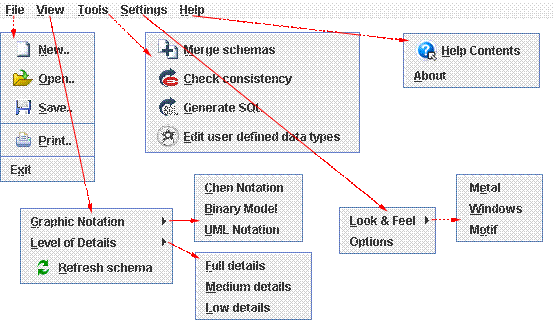 File View Tools Settings Help
New..
Open..
Save..
Print..
Exit
Merge schemas
Check consistency
Generate SQL
Edit user defined data types
Help Contents
About
Graphic Notation
Level of Details
Refresh schema
Chen Notation
Binary Model
UML Notation
Full details
Medium details
Low details
Look & Feel
Options
Metal
Windows
Motif